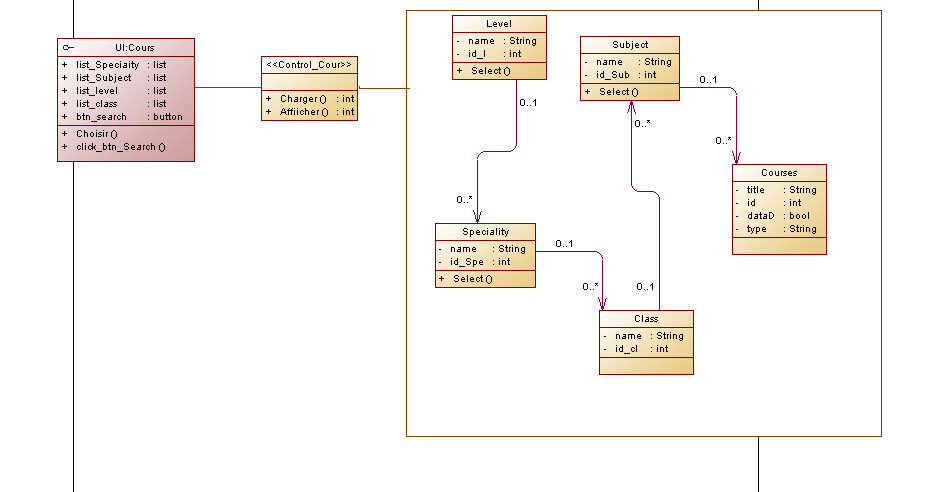 UI:Cours
+ list_Speciaity : list
+ list_Subject : list
+ list_level : list
+ list_class : list
+ btn_search : button
+ Choisir ()
+ click_btn_Search ()
<<Control_Cour>>
+ Charger () : int
+ Affiicher () : int
Level
- name : String
- id_l : int
+ Select ()
0..1
0..*
Speciality
- name : String
- id_Spe : int
+ Select ()
0..1
0..*
Class
- name : String
- id_cl : int
0..1
0..*
Subject
- name : String
- id_Sub : int
+ Select ()
0..1
0..*
Courses
- title : String
- id : int
- dataD : bool
- type : String